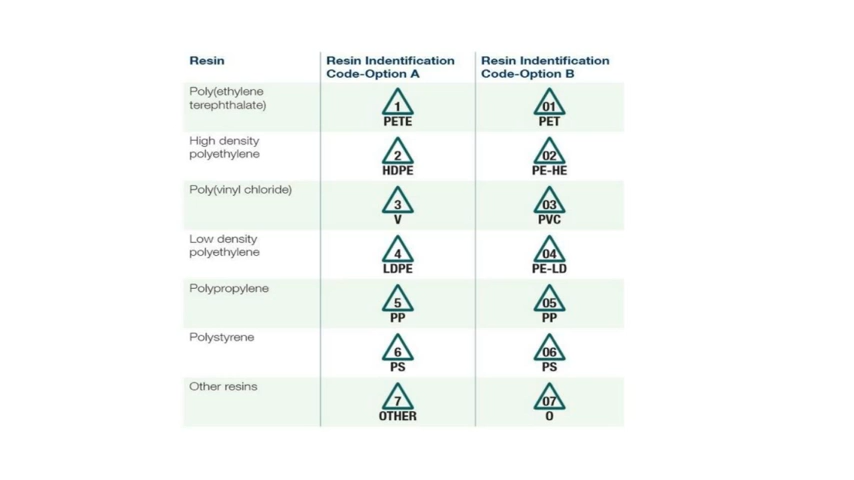 Resin
Resin Indentification
Code-Option A
Resin Indentification
Code-Option B
Poly(ethylene
terephthalate)
1
PETE
01
PET
High density
polyethylene
2
HDPE
02
PE-HE
Poly(vinyl chloride)
3
V
03
PVC
Low density
polyethylene
4
LDPE
04
PE-LD
Polypropylene
5
PP
05
PP
Polystyrene
6
PS
06
PS
Other resins
7
OTHER
07
O